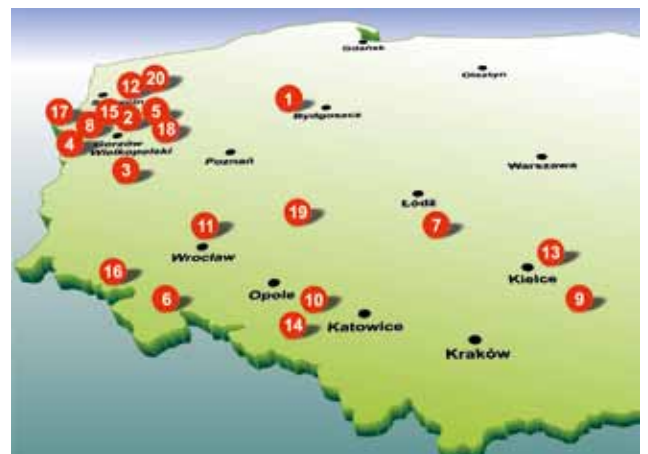 Gdańsk
Olsztyn
20
12
1
17
15
2
5
Bydgoszcz
8
18
4
Gorzów
Wielkopolski
Poznań
Warszawa
3
Łódź
19
11
7
Wrocław
13
Kielce
16
Opole
6
10
9
14
Katowice
Kraków